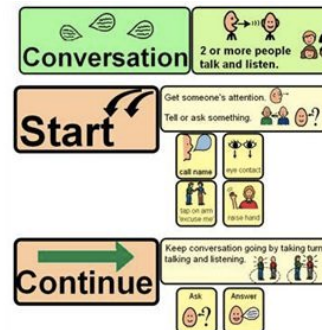 Conversation
2 or more people
talk and listen.
Start
Get someone's attention.
Tell or ask something.
call name
eye contact
tap on arm
"excuse me"
raise hand
Continue
Keep conversation going by taking turn
talking and listening.
Ask
Answer